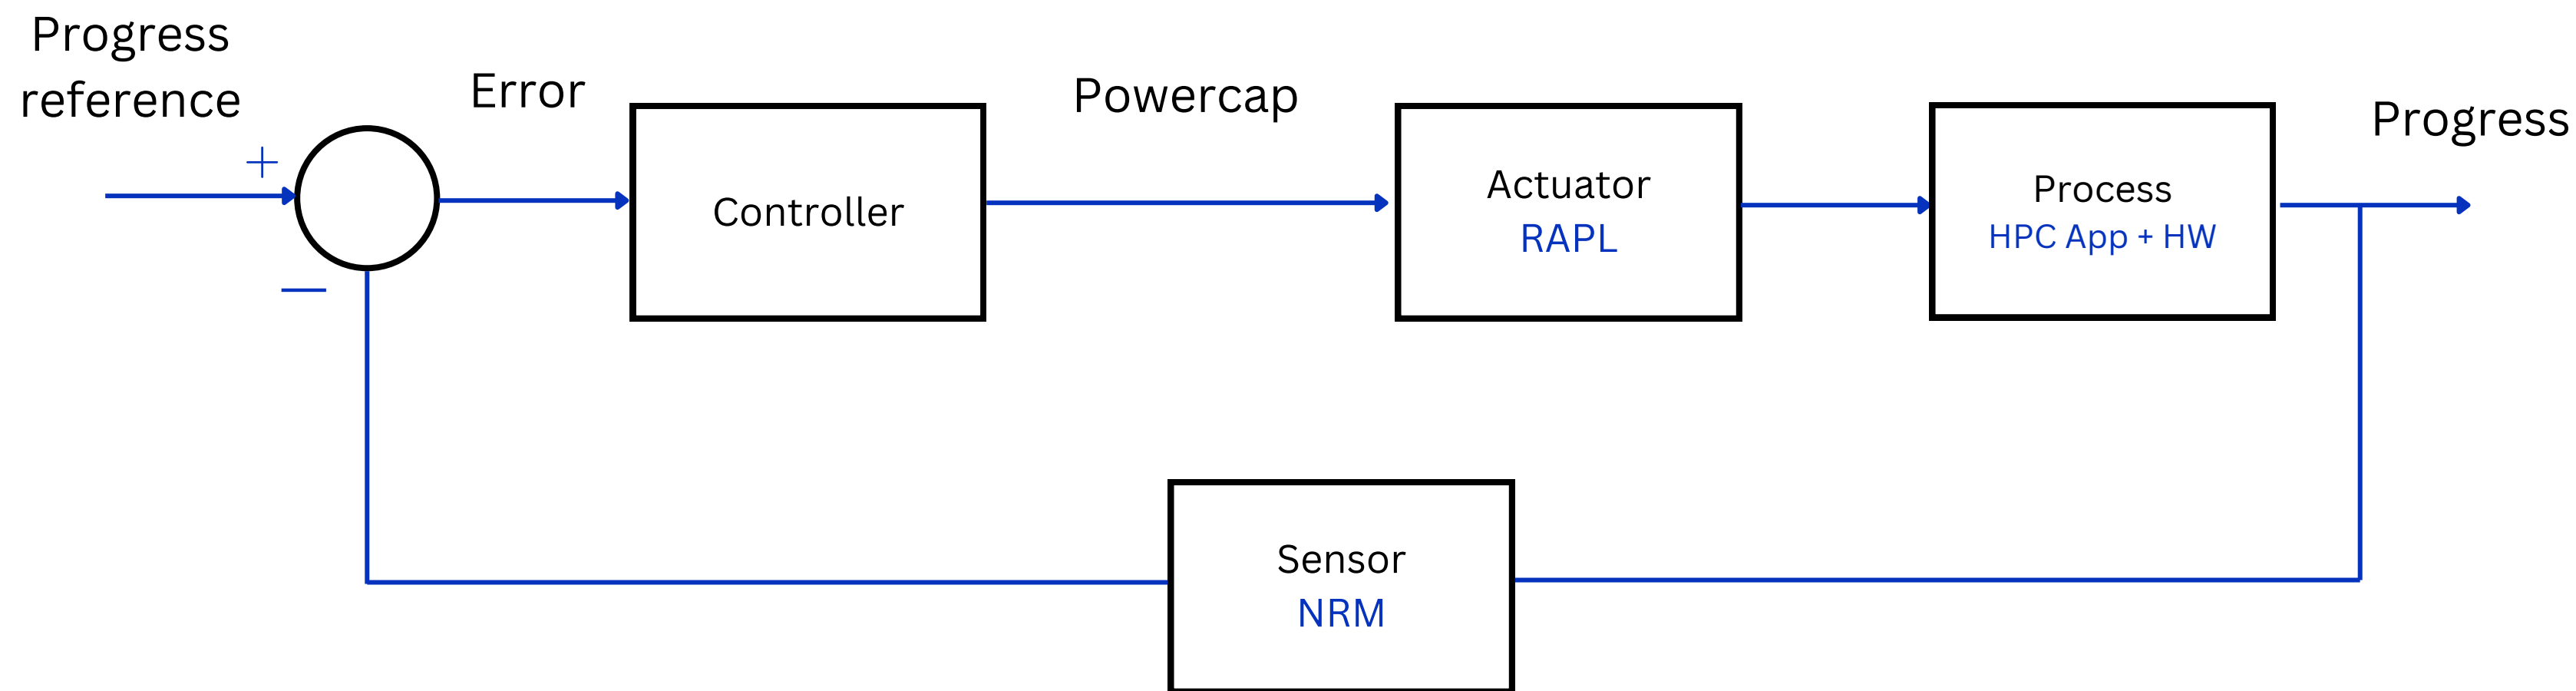 Progress
reference
Error
Powercap
Progress
+
Controller
Actuator
RAPL
Process
HPC App + HW
—
Sensor
NRM